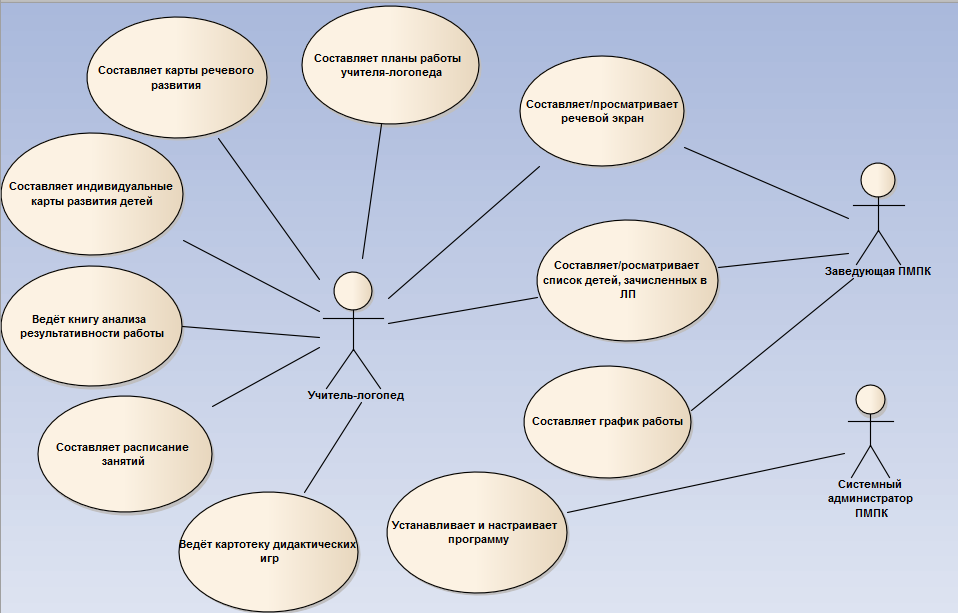 Составляет карты речевого
развития
Составляет планы работы
учителя-логопеда
Составляет/просматривает
речевой экран
Составляет индивидуальные
карты развития детей
Составляет/росматривает
список детей, зачисленных в
ЛП
Заведующая ПМПК
Ведёт книгу анализа
результативности работы
Учитель-логопед
Составляет график работы
Составляет расписание
занятий
Системный
администратор
ПМПК
Устанавливает и настраивает
программу
Ведёт картотеку дидактических
игр